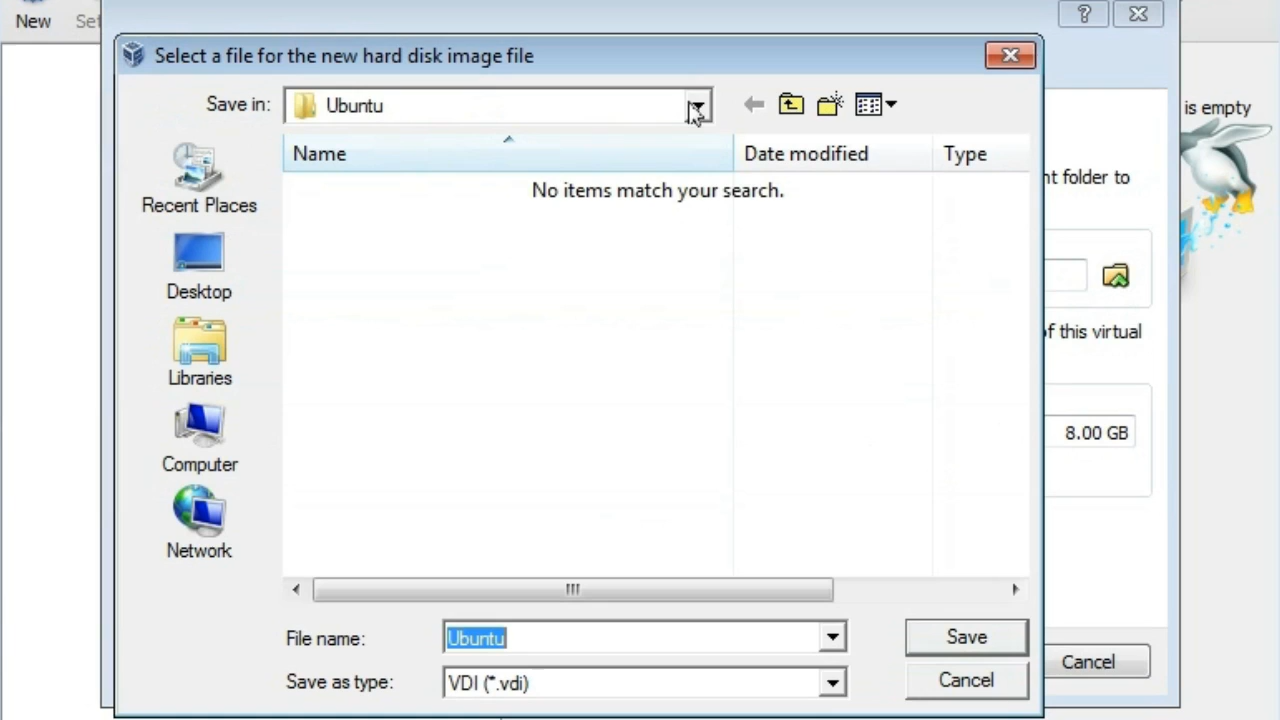 New
Set
Select a file for the new hard disk image file
Save in:
Ubuntu
is empty
Name
Date modified
Type
No items match your search.
nt folder to
Recent Places
Desktop
of this virtual
Libraries
8.00 GB
Computer
Network
File name:
Ubuntu
Save
Save as type:
VDI (*.vdi)
Cancel
Cancel